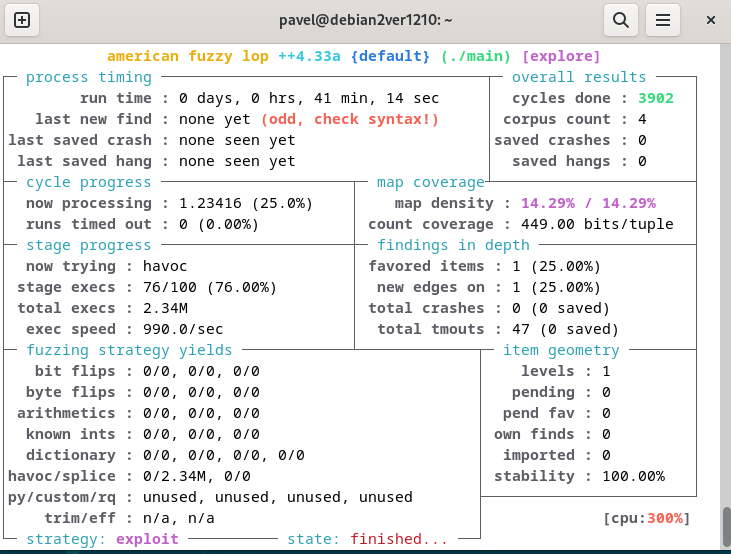 pavel@debian2ver1210: ~
american fuzzy lop ++4.33a {default} (./main) [explore]
process timing overall results
run time : 0 days, 0 hrs, 41 min, 14 sec cycles done : 3902
last new find : none yet (odd, check syntax!) corpus count : 4
last saved crash : none seen yet saved crashes : 0
last saved hang : none seen yet saved hangs : 0
cycle progress map coverage
now processing : 1.23416 (25.0%) map density : 14.29% / 14.29%
runs timed out : 0 (0.00%) count coverage : 449.00 bits/tuple
stage progress findings in depth
now trying : havoc favored items : 1 (25.00%)
stage execs : 76/100 (76.00%) new edges on : 1 (25.00%)
total execs : 2.34M total crashes : 0 (0 saved)
exec speed : 990.0/sec total tmouts : 47 (0 saved)
fuzzing strategy yields item geometry
bit flips : 0/0, 0/0, 0/0 levels : 1
byte flips : 0/0, 0/0, 0/0 pending : 0
arithmetics : 0/0, 0/0, 0/0 pend fav : 0
known ints : 0/0, 0/0, 0/0 own finds : 0
dictionary : 0/0, 0/0, 0/0, 0/0 imported : 0
havoc/splice : 0/2.34M, 0/0 stability : 100.00%
py/custom/rq : unused, unused, unused, unused
trim/eff : n/a, n/a [cpu:300%]
strategy: exploit state: finished...